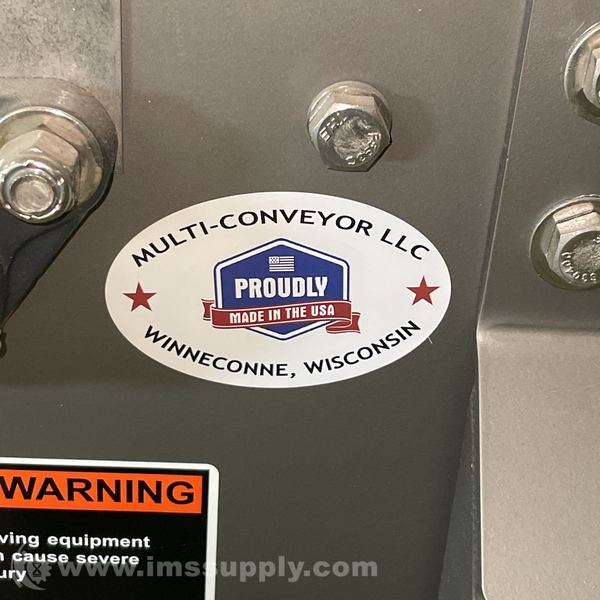 MULTI-CONVEYOR LLC
PROUDLY
MADE IN THE USA
WINNECONNE, WISCONSIN
WARNING
ving equipment
cause severe
ury
www.imssupply.com